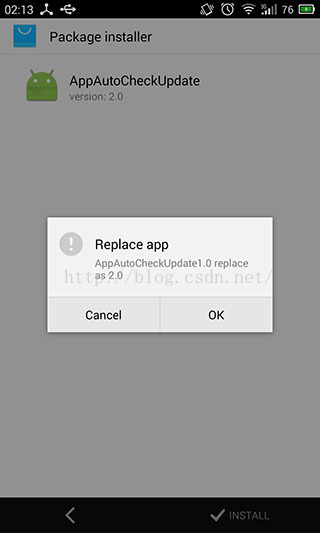 02:13
76
Package installer
AppAutoCheckUpdate
version: 2.0
Replace app
AppAutoCheckUpdate1.0 replace
as 2.0
http://blog.csdn.net/
Cancel OK
INSTALL